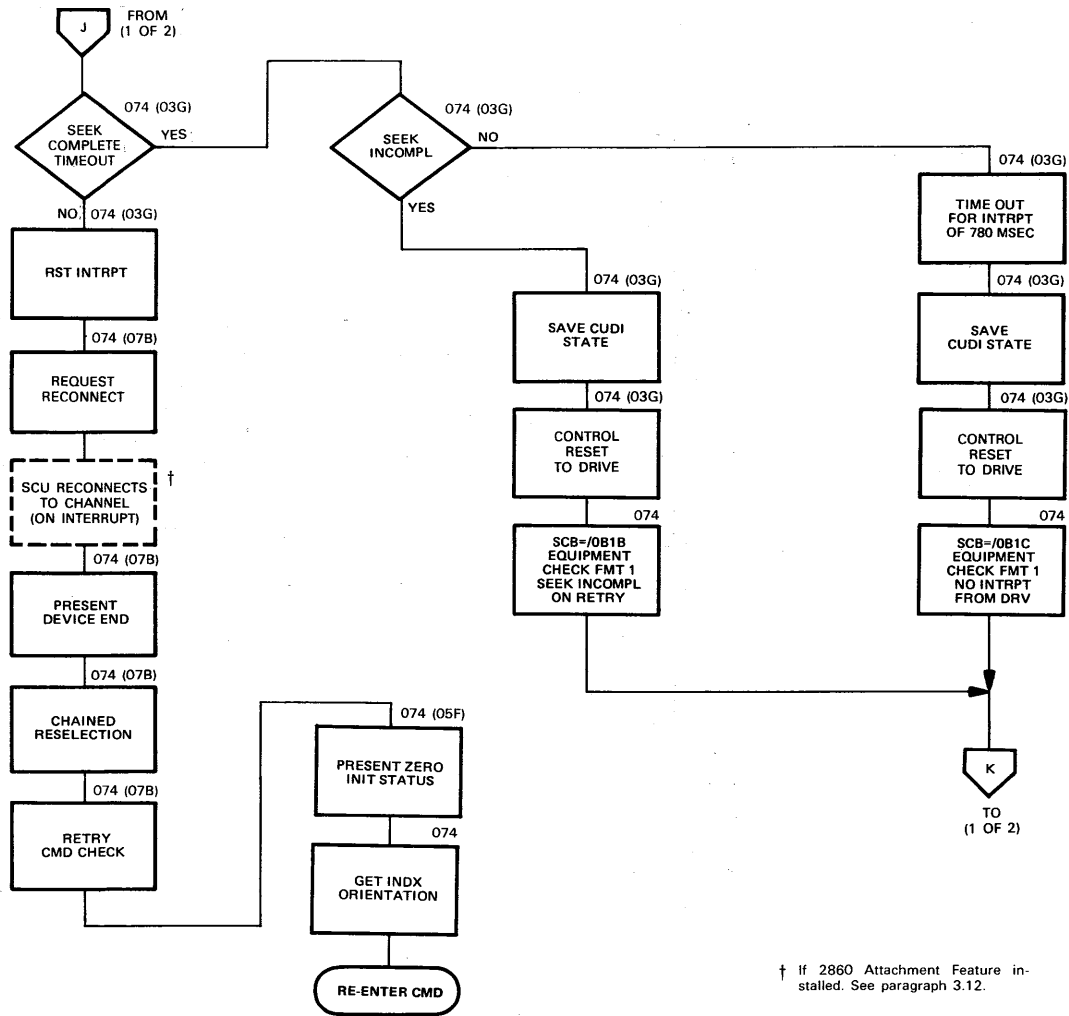 J
FROM
(1 OF 2)
074 (03G)
SEEK
COMPLETE
TIMEOUT
YES
NO
074 (03G)
RST INTRPT
074 (07B)
REQUEST
RECONNECT
SCU RECONNECTS
TO CHANNEL
(ON INTERRUPT)
†
074 (07B)
PRESENT
DEVICE END
074 (07B)
CHAINED
RESELECTION
074 (07B)
RETRY
CMD CHECK
074 (05F)
PRESENT ZERO
INIT STATUS
074
GET INDX
ORIENTATION
RE-ENTER CMD
074 (03G)
SEEK
INCOMPL
NO
YES
074 (03G)
SAVE CUDI
STATE
074 (03G)
CONTROL
RESET
TO DRIVE
074
SCB=/0B1B
EQUIPMENT
CHECK FMT 1
SEEK INCOMPL
ON RETRY
074 (03G)
TIME OUT
FOR INTRPT
OF 780 MSEC
074 (03G)
SAVE
CUDI STATE
074 (03G)
CONTROL
RESET
TO DRIVE
074
SCB=/0B1C
EQUIPMENT
CHECK FMT 1
NO INTRPT
FROM DRV
K
TO
(1 OF 2)
† If 2860 Attachment Feature in-
stalled. See paragraph 3.12.